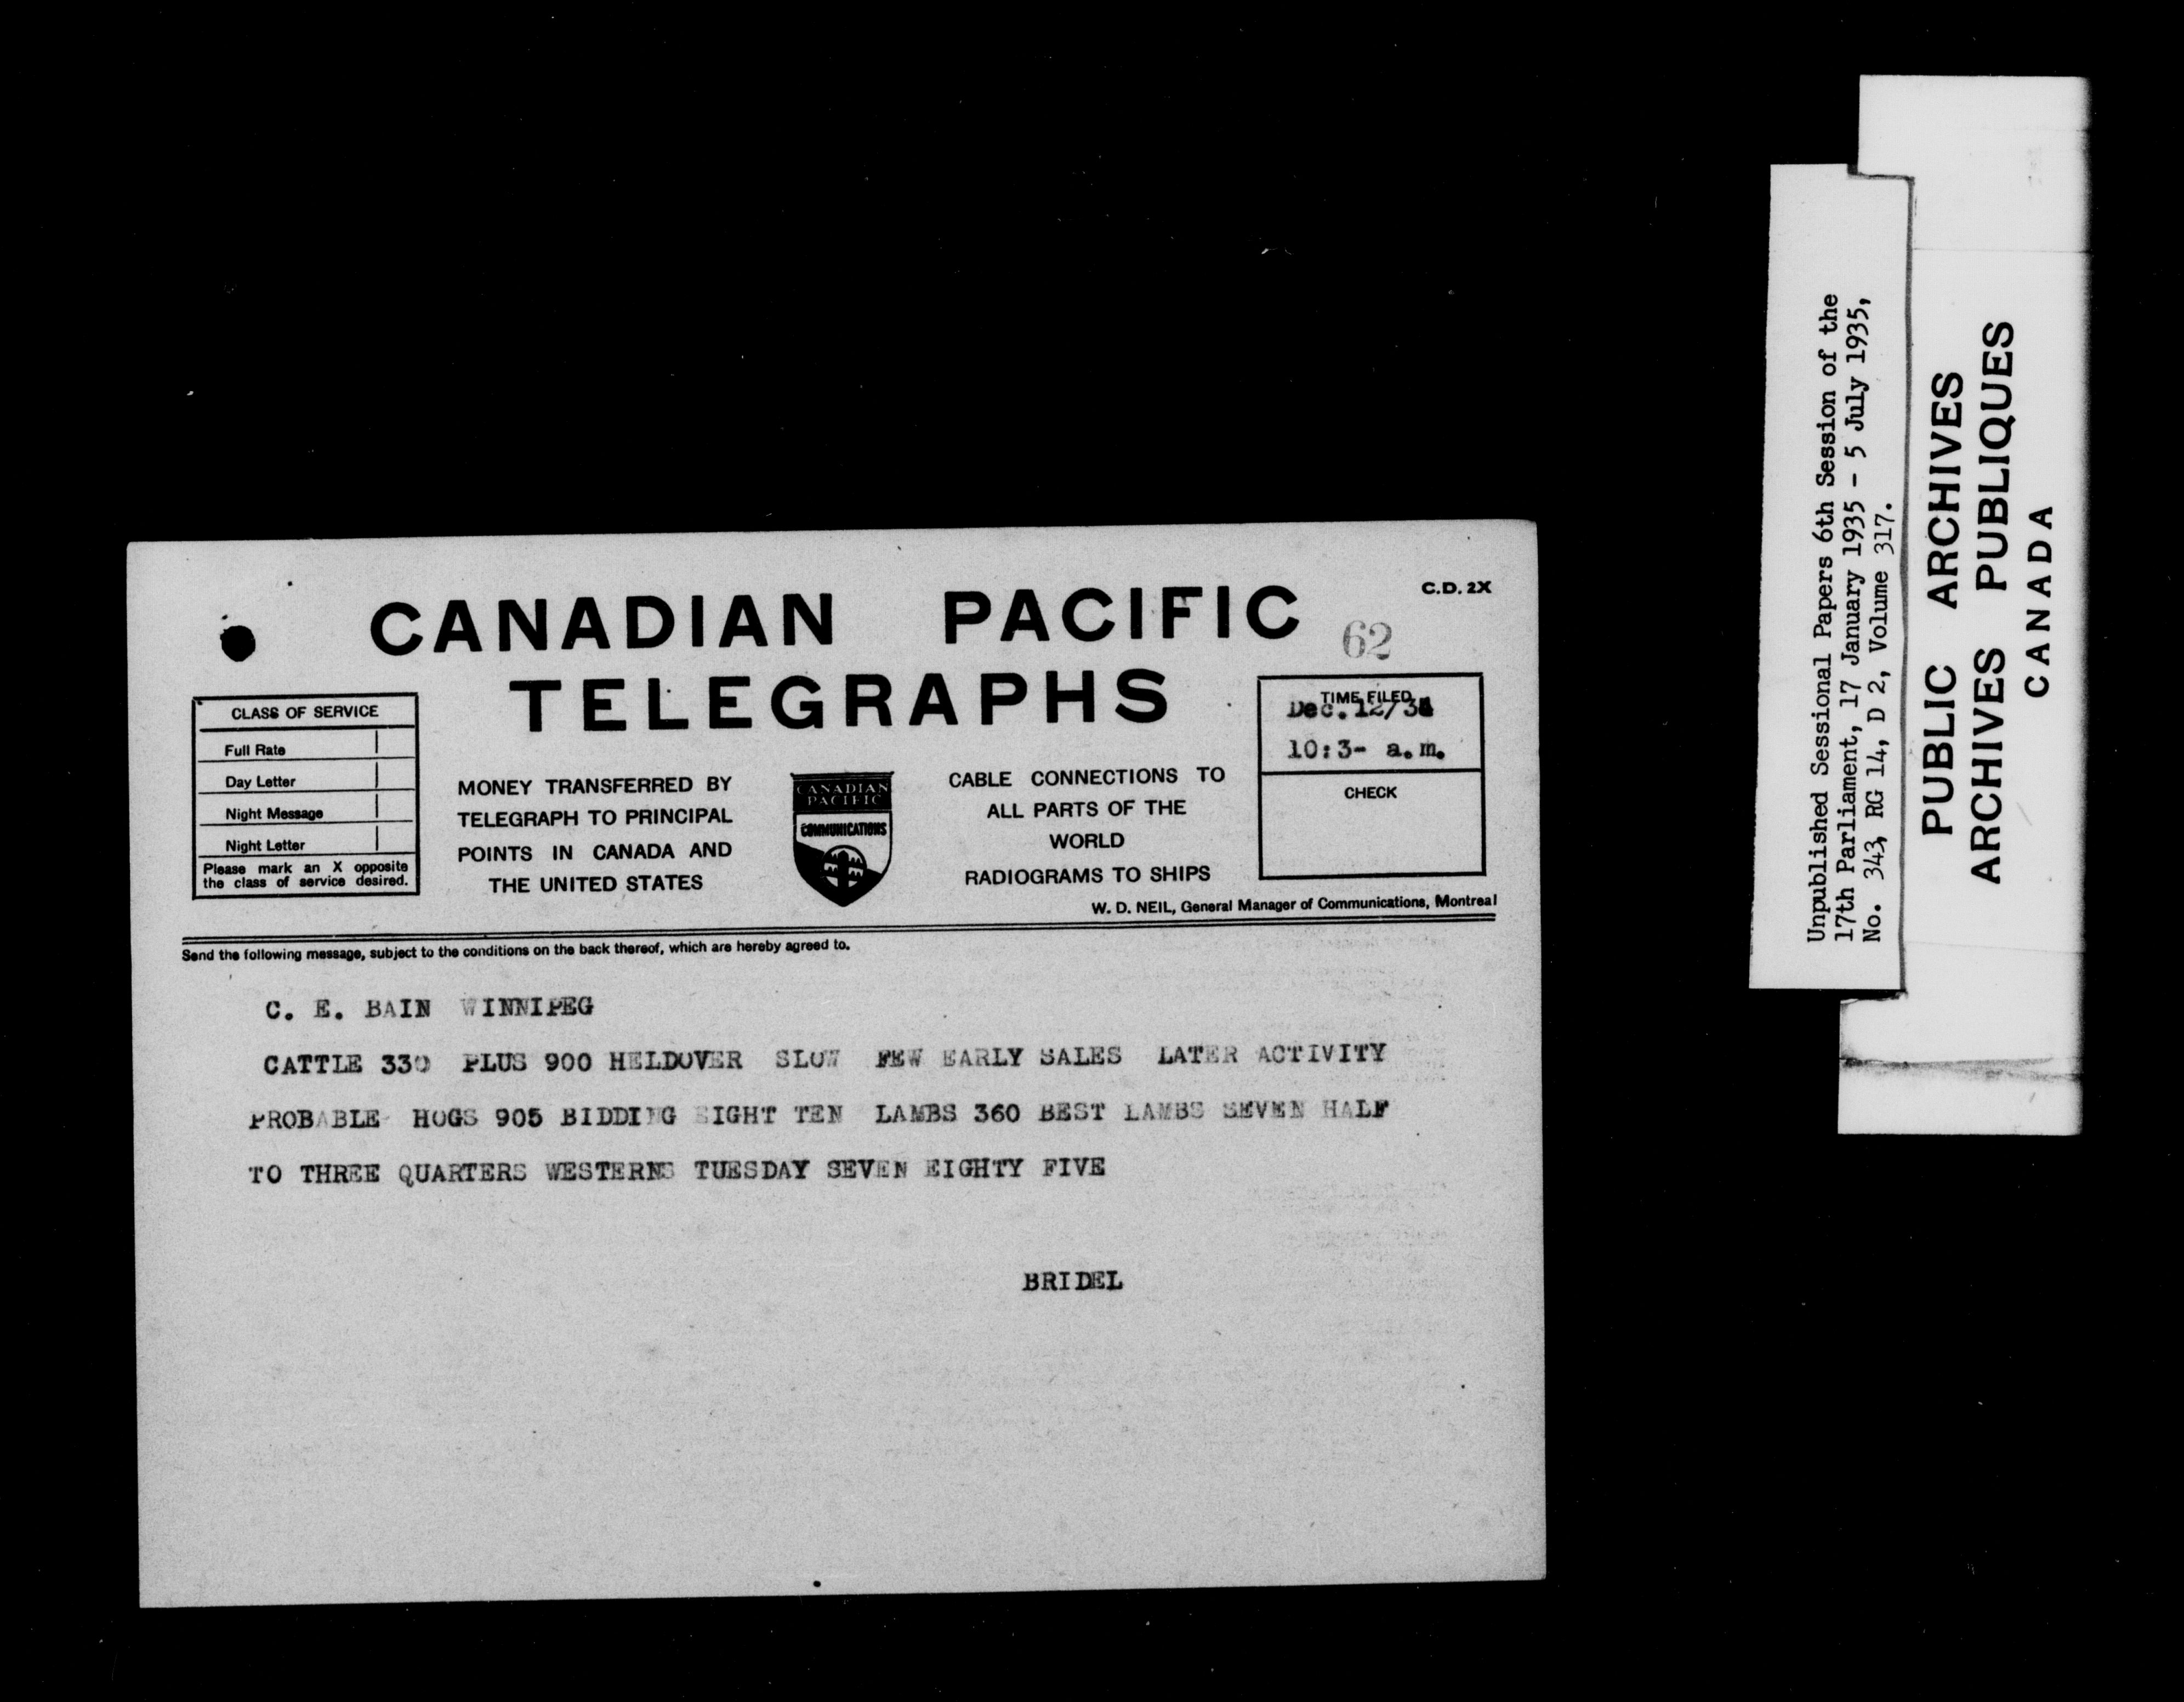 C.D. 2X
CANADIAN PACIFIC
62
TELEGRAPHS
CLASS OF SERVICE
Full Rate
Day Letter
Night Message
Night Letter
Please mark an X opposite
the class of service desired.
MONEY TRANSFERRED BY
TELEGRAPH TO PRINCIPAL
POINTS IN CANADA AND
THE UNITED STATES
CANADIAN
PACIFIC
COMMUNICATIONS
CABLE CONNECTIONS TO
ALL PARTS OF THE
WORLD
RADIOGRAMS TO SHIPS
TIME FILED
Dec. 12/34
10:3- a.m.
CHECK
W. D. NEIL, General Manager of Communications, Montreal
Send the following message, subject to the conditions on the back thereof, which are hereby agreed to.
C. E. BAIN WINNIPEG
CATTLE 330 PLUS 900 HELDOVER SLOW FEW EARLY SALES LATER ACTIVITY
PROBABLE HOGS 905 BIDDING EIGHT TEN LAMBS 360 BEST LAMBS SEVEN HALF
TO THREE QUARTERS WESTERNS TUESDAY SEVEN EIGHTY FIVE
BRIDEL
Unpublished Sessional Papers 6th Session of the
17th Parliament, 17 January 1935 - 5 July 1935,
No. 343, RG 14, D 2, Volume 317.
PUBLIC ARCHIVES
ARCHIVES PUBLIQUES
CANADA